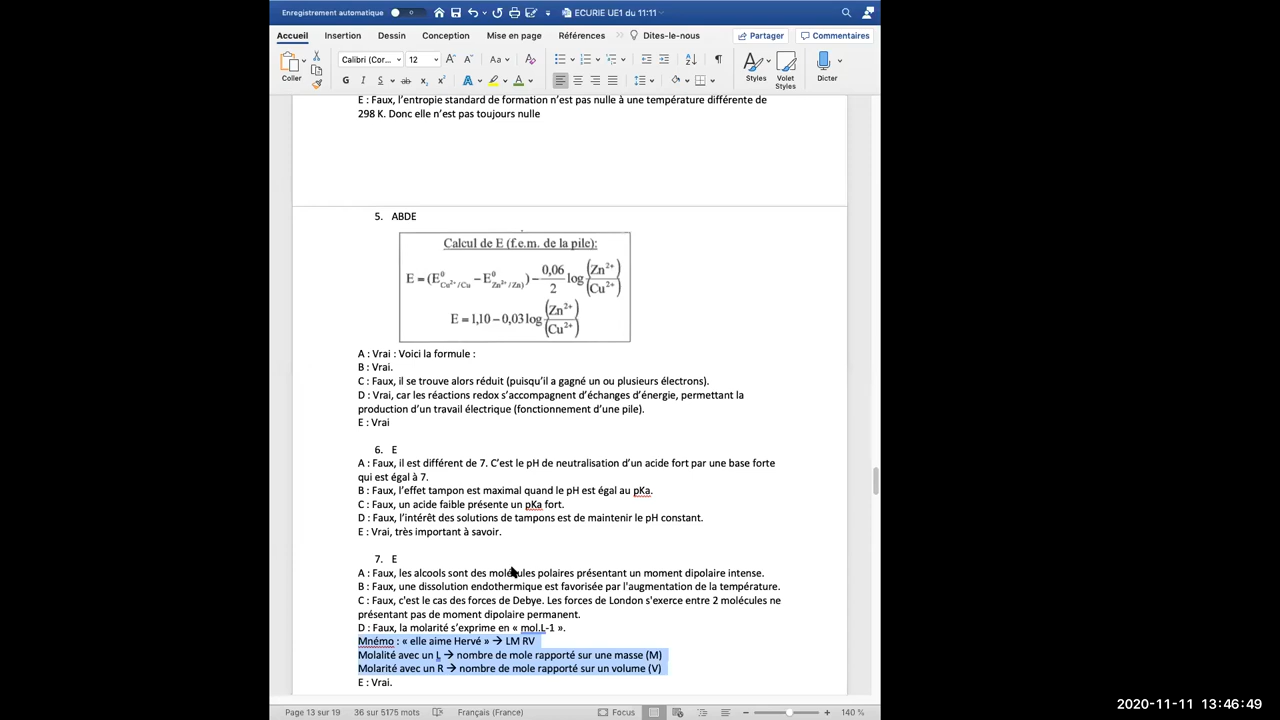 Enregistrement automatique
ECURIE UE1 du 11:11
Accueil Insertion Dessin Conception Mise en page Références Dites-le-nous Partager Commentaires
Calibri (Cor... 12
Coller
G I S ab
Styles Volet Styles Dicter
E : Faux, l'entropie standard de formation n'est pas nulle à une température différente de
298 K. Donc elle n'est pas toujours nulle
5. ABDE
Calcul de E (f.e.m. de la pile):
E = (E⁰ Cu²⁺/Cu − E⁰ Zn²⁺/Zn) − 0,06/2 log (Zn²⁺)/(Cu²⁺)
E = 1,10 − 0,03 log (Zn²⁺)/(Cu²⁺)
A : Vrai : Voici la formule :
B : Vrai.
C : Faux, il se trouve alors réduit (puisqu'il a gagné un ou plusieurs électrons).
D : Vrai, car les réactions redox s'accompagnent d'échanges d'énergie, permettant la
production d'un travail électrique (fonctionnement d'une pile).
E : Vrai
6. E
A : Faux, il est différent de 7. C'est le pH de neutralisation d'un acide fort par une base forte
qui est égal à 7.
B : Faux, l'effet tampon est maximal quand le pH est égal au pKa.
C : Faux, un acide faible présente un pKa fort.
D : Faux, l'intérêt des solutions de tampons est de maintenir le pH constant.
E : Vrai, très important à savoir.
7. E
A : Faux, les alcools sont des molécules polaires présentant un moment dipolaire intense.
B : Faux, une dissolution endothermique est favorisée par l'augmentation de la température.
C : Faux, c'est le cas des forces de Debye. Les forces de London s'exerce entre 2 molécules ne
présentant pas de moment dipolaire permanent.
D : Faux, la molarité s'exprime en « mol.L-1 ».
Mnémo : « elle aime Hervé » → LM RV
Molalité avec un L → nombre de mole rapporté sur une masse (M)
Molarité avec un R → nombre de mole rapporté sur un volume (V)
E : Vrai.
Page 13 sur 19 36 sur 5175 mots Français (France) Focus 140 %
2020-11-11 13:46:49